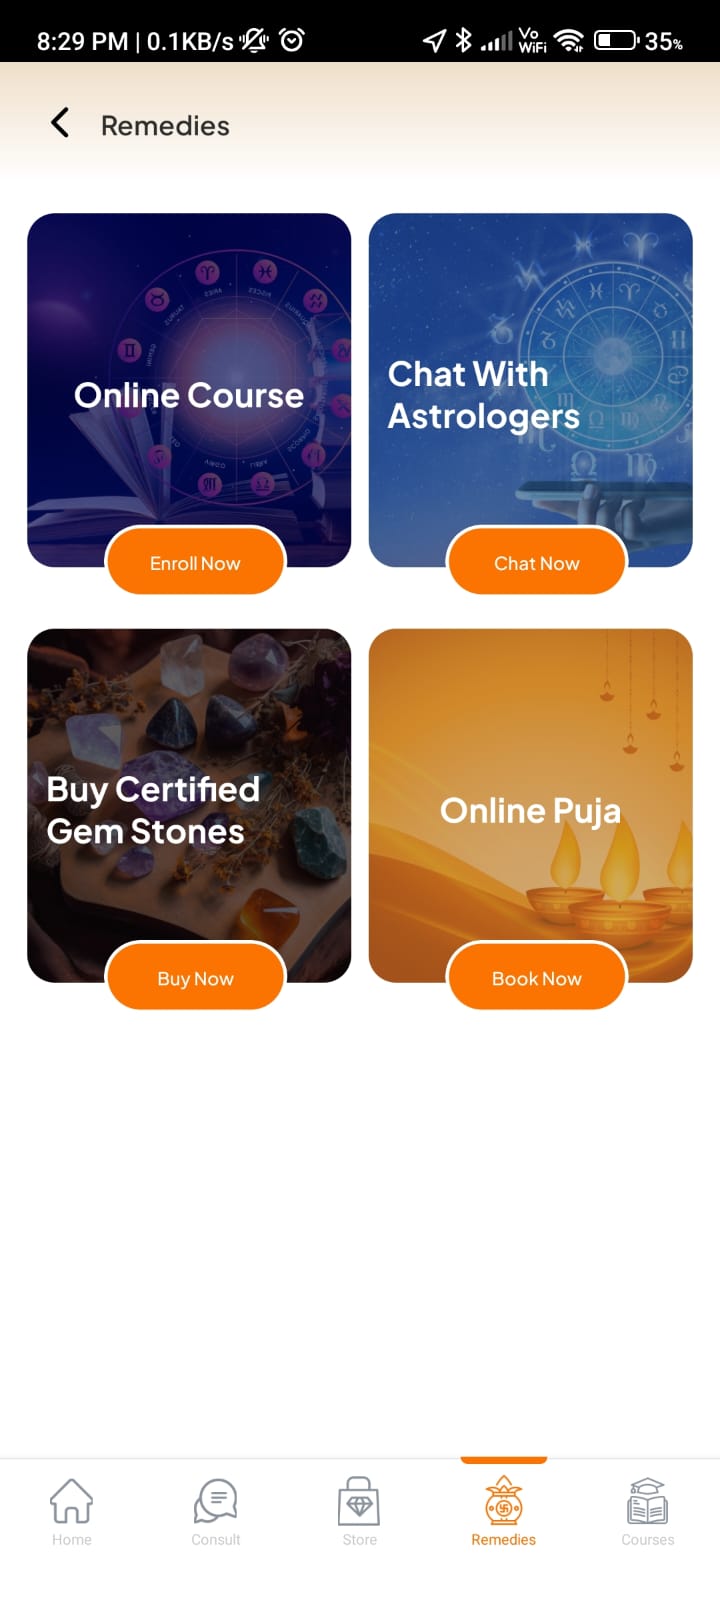 8:29 PM | 0.1KB/s
Vo
WiFi
35%
Remedies
Online Course
Enroll Now
Chat With
Astrologers
Chat Now
Buy Certified
Gem Stones
Buy Now
Online Puja
Book Now
Home
Consult
Store
Remedies
Courses